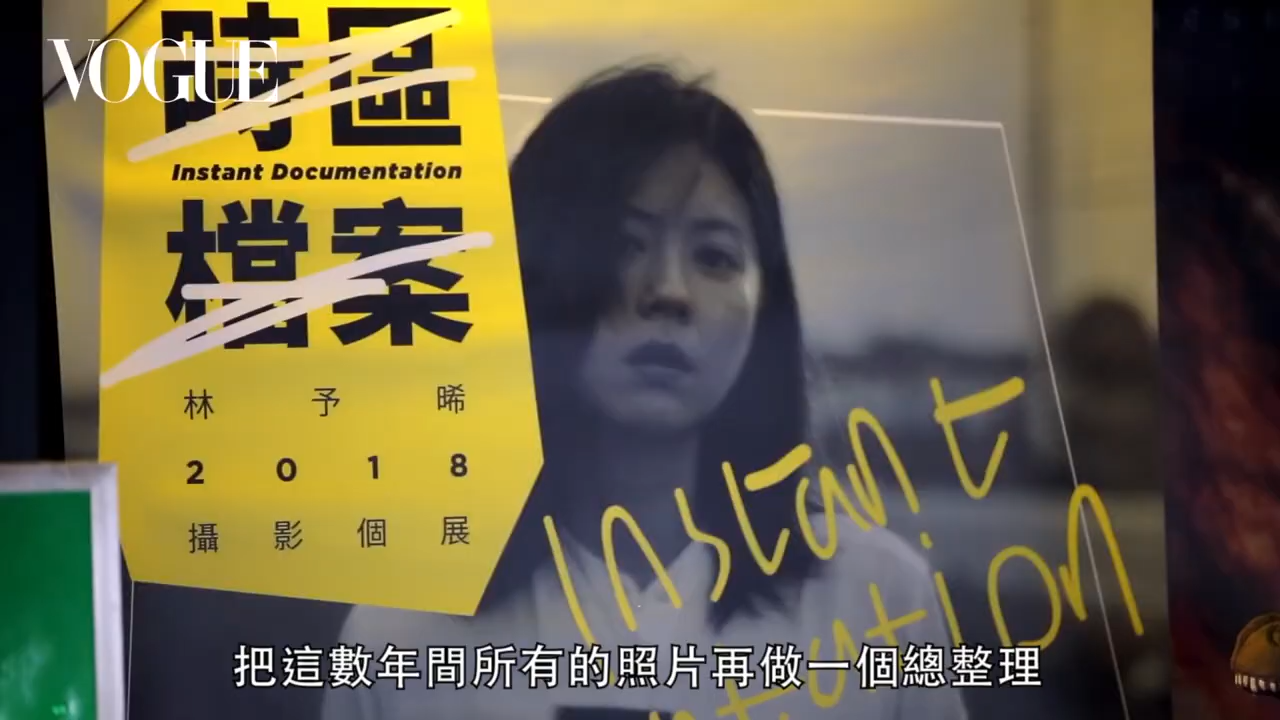 VOGUE
時區
Instant Documentation
檔案
林予晞
2018
攝影個展
Instant
把這數年間所有的照片再做一個總整理